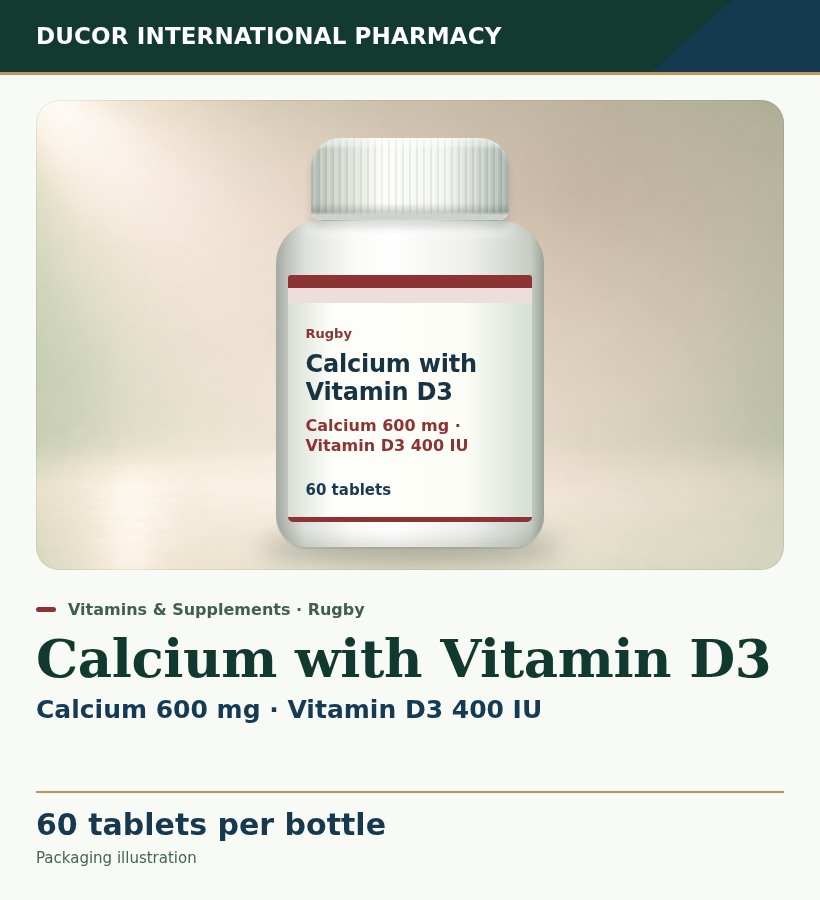 DUCOR INTERNATIONAL PHARMACY
Rugby
Calcium with
Vitamin D3
Calcium 600 mg ·
Vitamin D3 400 IU
60 tablets
Vitamins & Supplements · Rugby
Calcium with Vitamin D3
Calcium 600 mg · Vitamin D3 400 IU
60 tablets per bottle
Packaging illustration